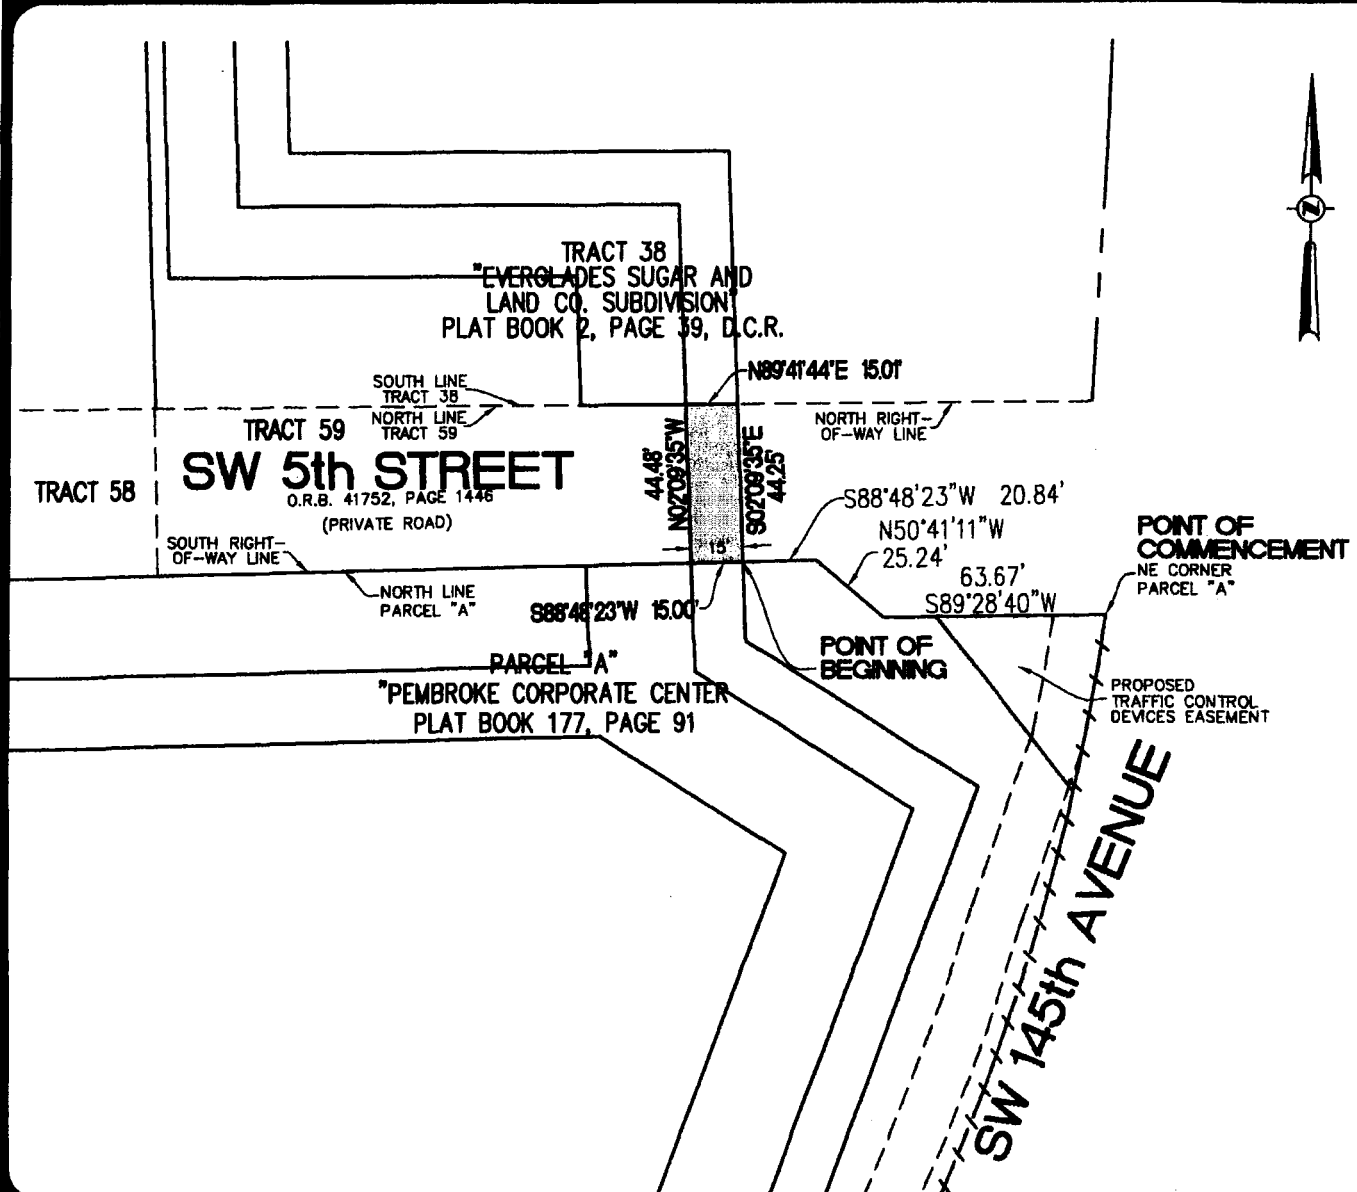 TRACT 38
"EVERGLADES SUGAR AND
LAND CO. SUBDIVISION"
PLAT BOOK 2, PAGE 39, D.C.R.
N89°41'44"E 15.01'
SOUTH LINE
TRACT 38
NORTH LINE
TRACT 59
TRACT 59
NORTH RIGHT-
OF-WAY LINE
SW 5th STREET
O.R.B. 41752, PAGE 1446
(PRIVATE ROAD)
TRACT 58
44.48'
N02°09'35"W
S02°09'35"E
44.25'
15'
S88°48'23"W 20.84'
N50°41'11"W
25.24'
63.67'
S89°28'40"W
POINT OF
COMMENCEMENT
NE CORNER
PARCEL "A"
SOUTH RIGHT-
OF-WAY LINE
NORTH LINE
PARCEL "A"
S88°48'23"W 15.00'
POINT OF
BEGINNING
PARCEL "A"
"PEMBROKE CORPORATE CENTER
PLAT BOOK 177, PAGE 91
PROPOSED
TRAFFIC CONTROL
DEVICES EASEMENT
SW 145th AVENUE
Z